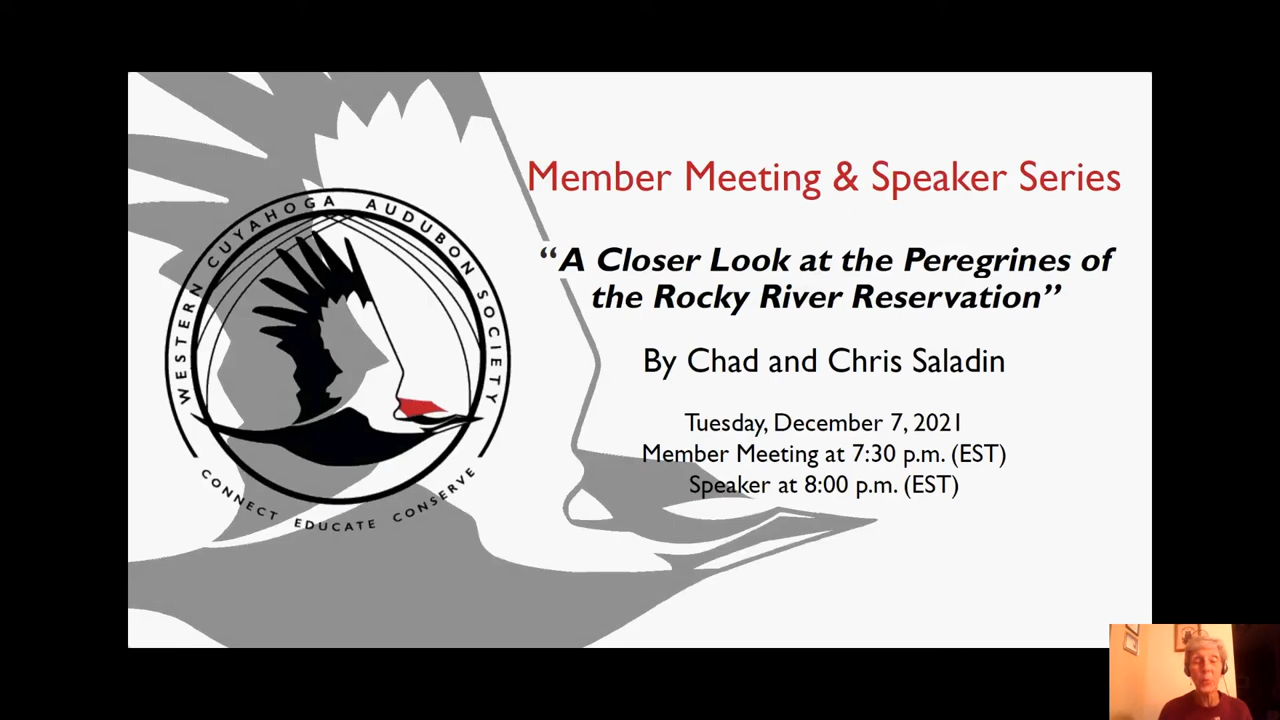 Member Meeting & Speaker Series
“A Closer Look at the Peregrines of
the Rocky River Reservation”
By Chad and Chris Saladin
Tuesday, December 7, 2021
Member Meeting at 7:30 p.m. (EST)
Speaker at 8:00 p.m. (EST)
WESTERN CUYAHOGA AUDUBON SOCIETY
CONNECT EDUCATE CONSERVE